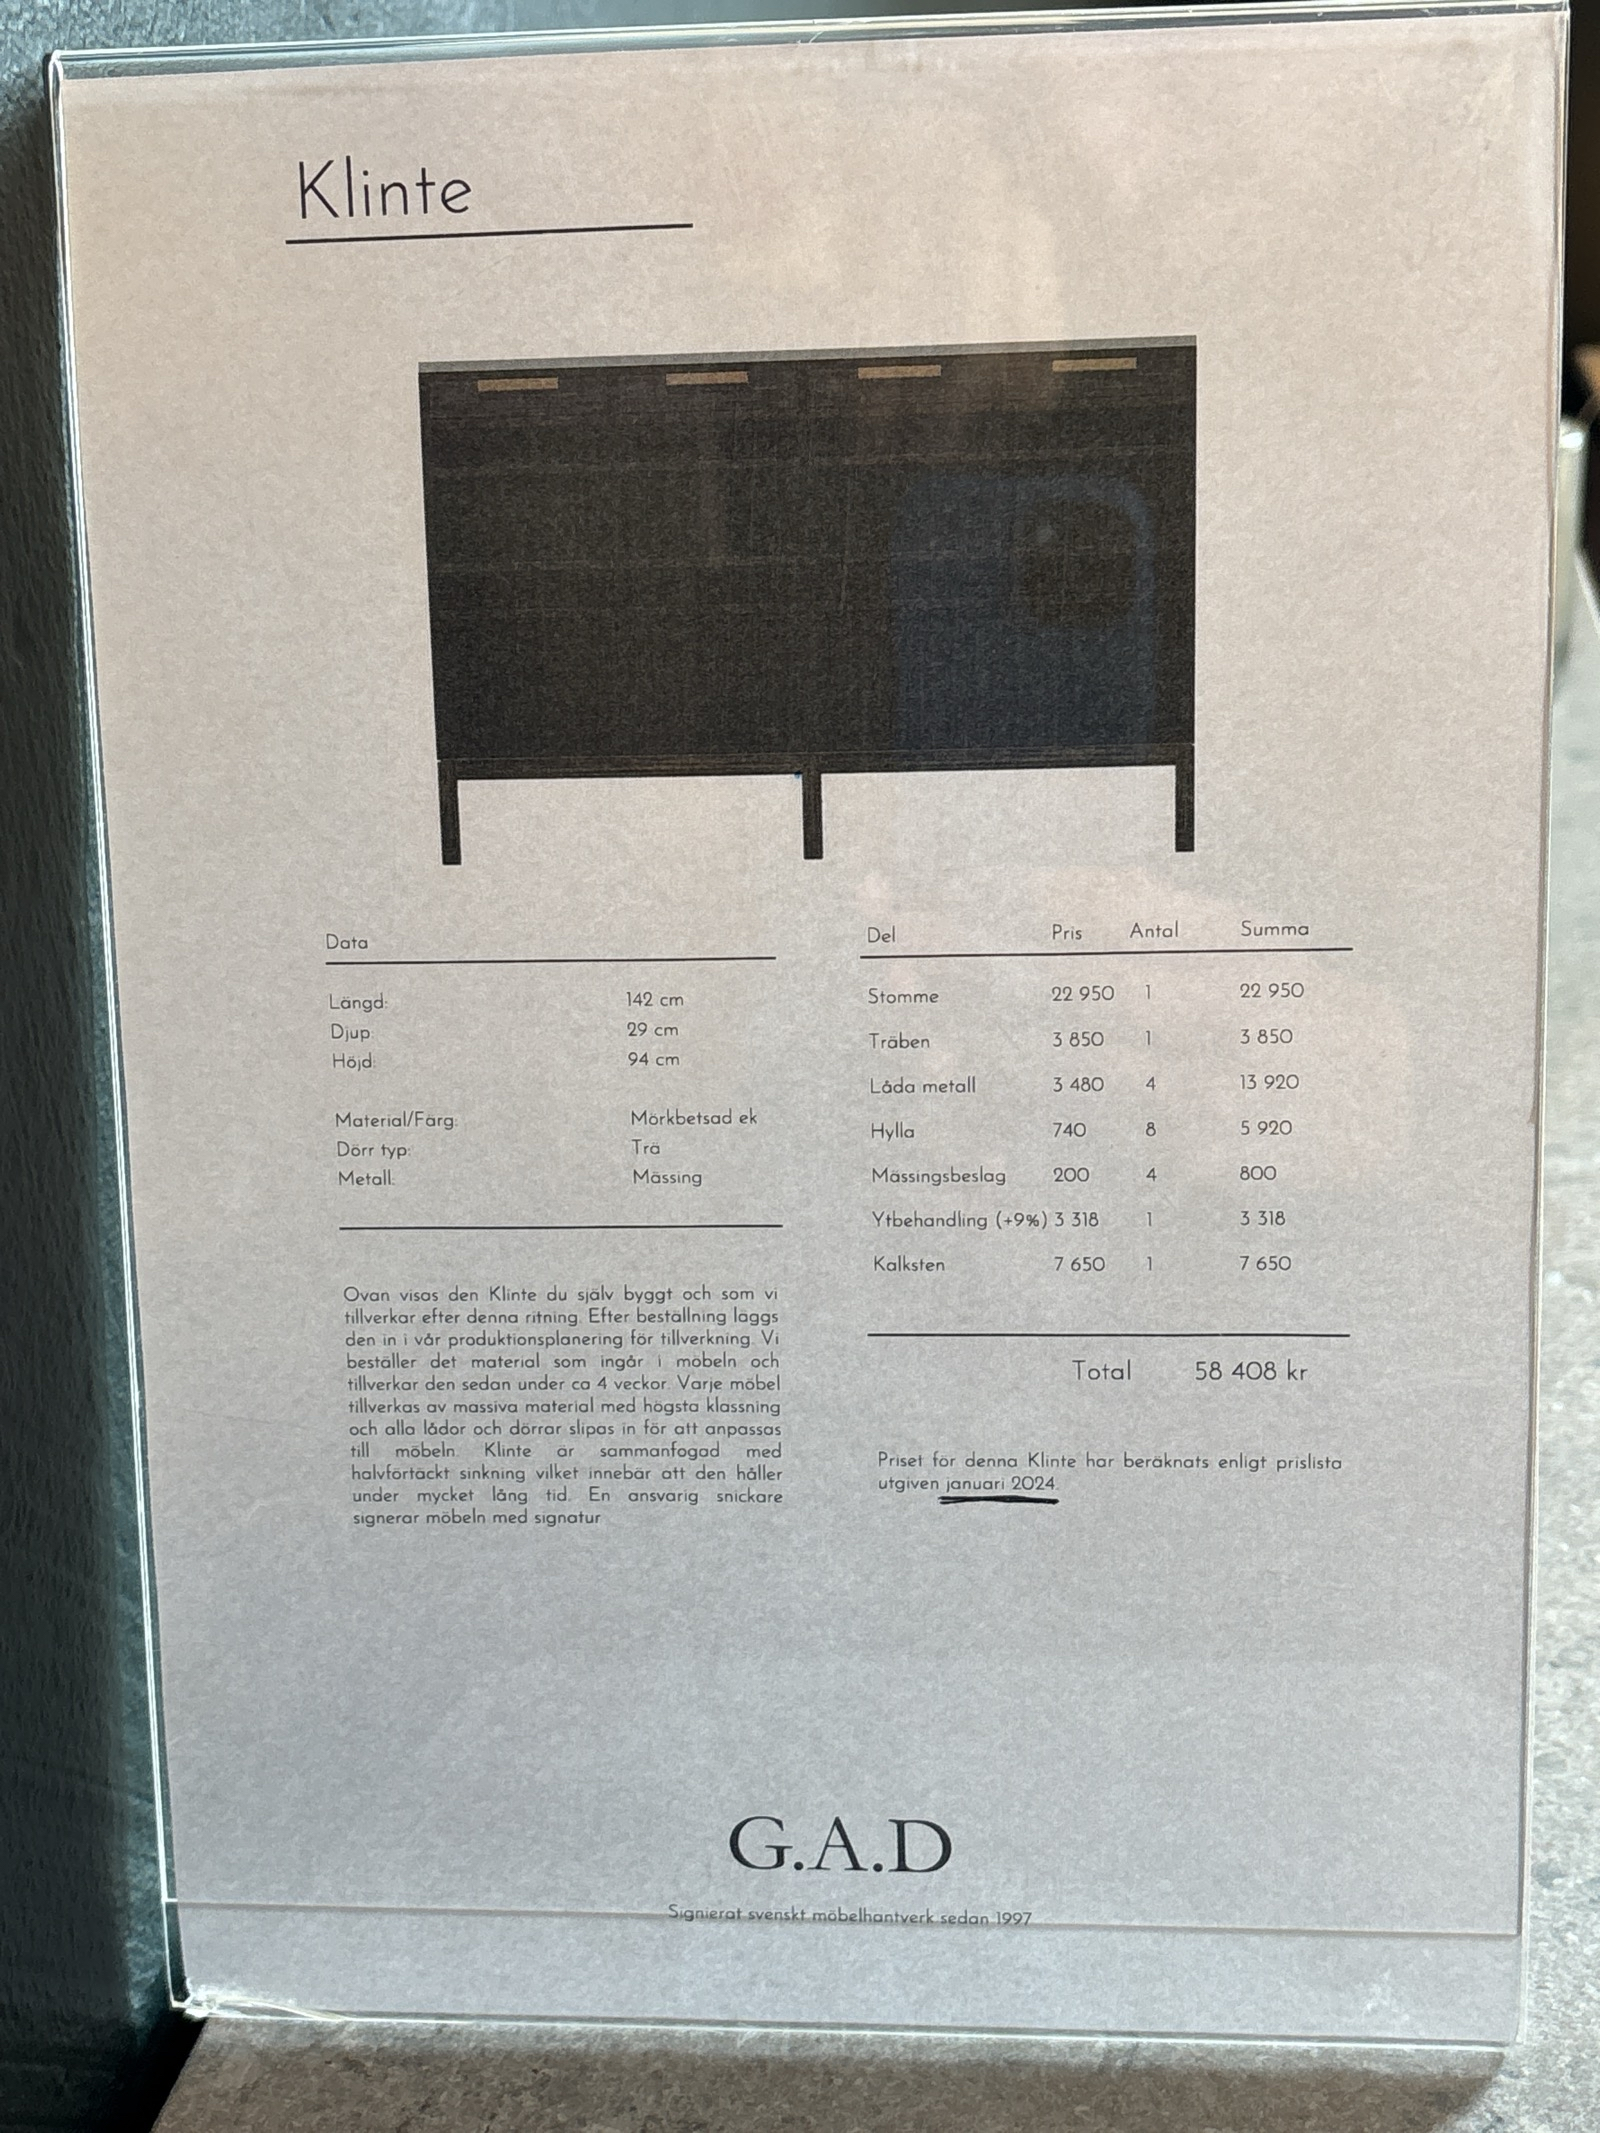 Klinte
Data
Längd: 142 cm
Djup: 29 cm
Höjd: 94 cm
Material/Färg: Mörkbetsad ek
Dörr typ: Trä
Metall: Mässing
Ovan visas den Klinte du själv byggt och som vi
tillverkar efter denna ritning. Efter beställning läggs
den in i vår produktionsplanering för tillverkning. Vi
beställer det material som ingår i möbeln och
tillverkar den sedan under ca 4 veckor. Varje möbel
tillverkas av massiva material med högsta klassning
och alla lådor och dörrar slipas in för att anpassas
till möbeln. Klinte är sammanfogad med
halvförtäckt sinkning vilket innebär att den håller
under mycket lång tid. En ansvarig snickare
signerar möbeln med signatur
Del Pris Antal Summa
Stomme 22 950 1 22 950
Träben 3 850 1 3 850
Låda metall 3 480 4 13 920
Hylla 740 8 5 920
Mässingsbeslag 200 4 800
Ytbehandling (+9%) 3 318 1 3 318
Kalksten 7 650 1 7 650
Total 58 408 kr
Priset för denna Klinte har beräknats enligt prislista
utgiven januari 2024.
G.A.D
Signierat svenskt möbelhantverk sedan 1997